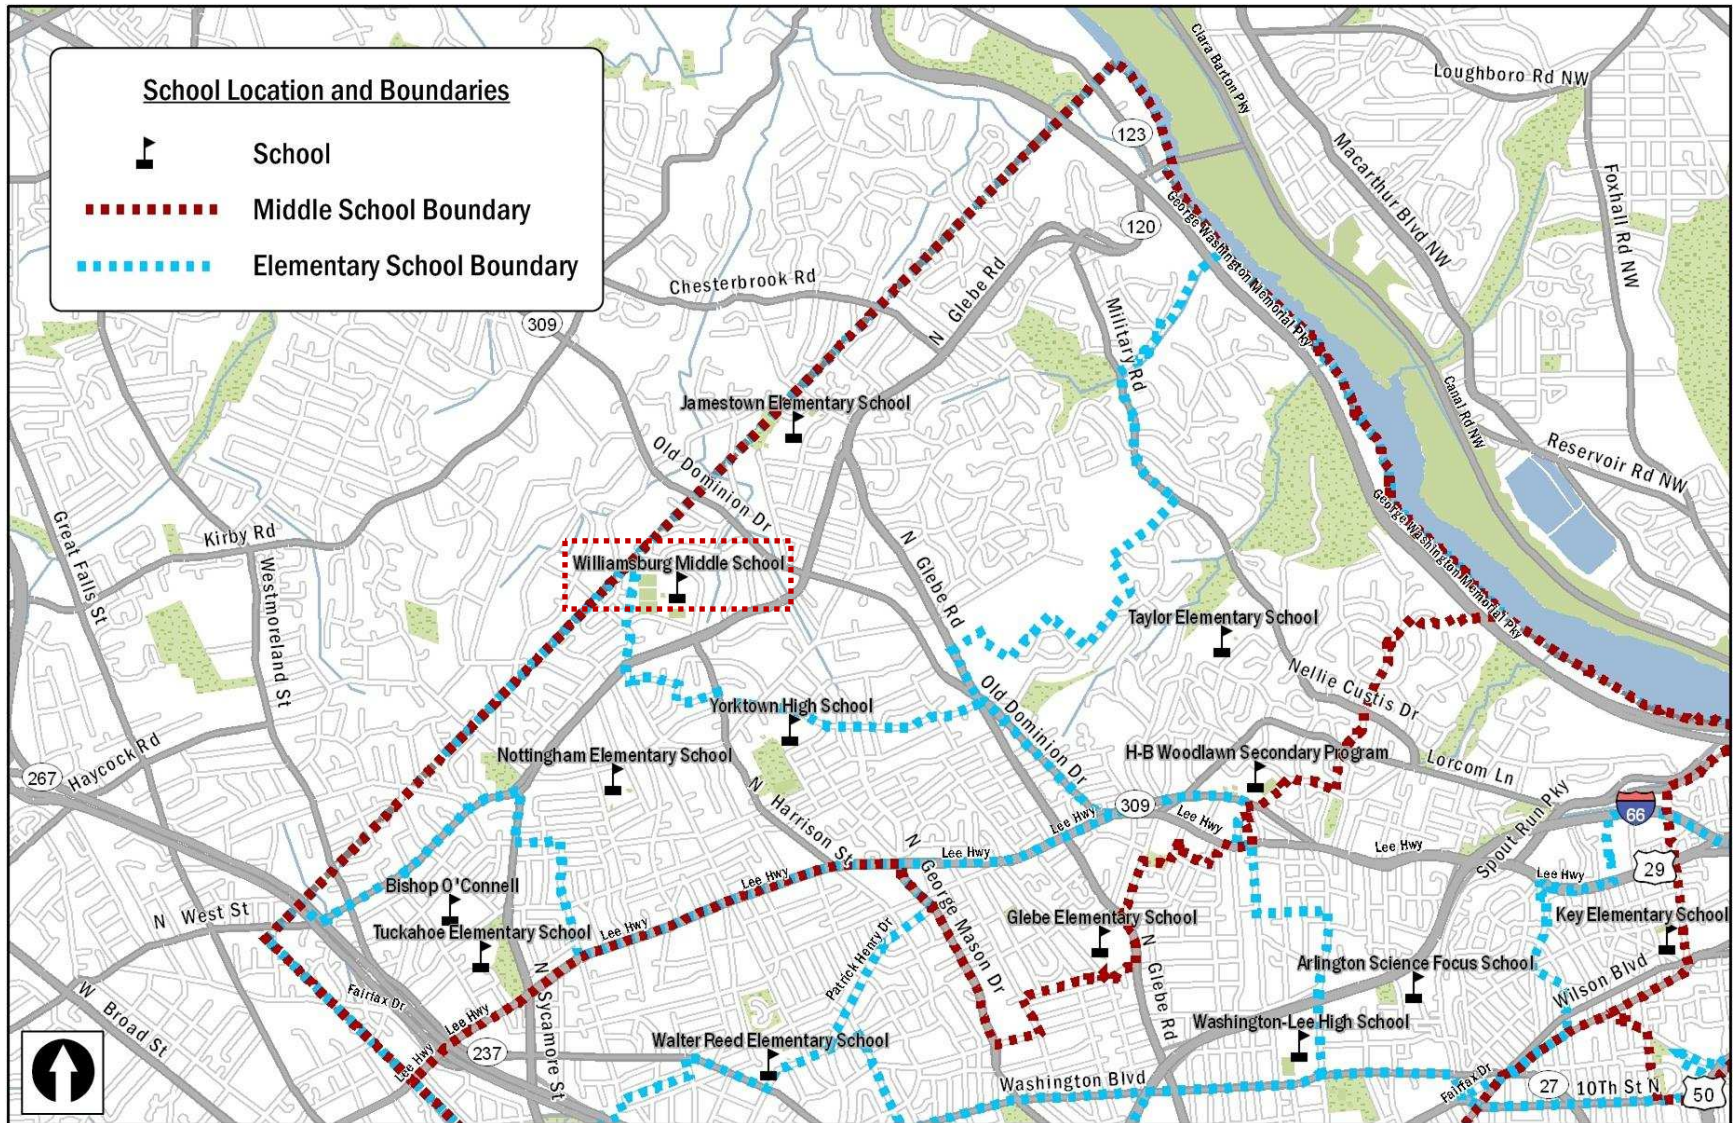 School Location and Boundaries
School
Middle School Boundary
Elementary School Boundary
Clara Barton Pky
Loughboro Rd NW
123
Macarthur Blvd NW
Foxhall Rd NW
120
George Washington Memorial Pky
Chesterbrook Rd
N Glebe Rd
309
Military Rd
Canal Rd NW
Jamestown Elementary School
Old Dominion Dr
Reservoir Rd NW
George Washington Memorial Pky
Great Falls St
Kirby Rd
Westmoreland St
Williamsburg Middle School
N Glebe Rd
Taylor Elementary School
Nellie Custis Dr
Old Dominion Dr
Yorktown High School
Haycock Rd
267
Nottingham Elementary School
H-B Woodlawn Secondary Program
Lorcom Ln
N Harrison St
309
Lee Hwy
Lee Hwy
Spout Run Pky
66
Lee Hwy
Lee Hwy
29
Lee Hwy
Lee Hwy
N George Mason Dr
Bishop O'Connell
N West St
Tuckahoe Elementary School
Lee Hwy
Glebe Elementary School
Key Elementary School
Patrick Henry Dr
N Glebe Rd
Arlington Science Focus School
Wilson Blvd
W Broad St
Fairfax Dr
N Sycamore St
Lee Hwy
Washington-Lee High School
Walter Reed Elementary School
237
Lee Hwy
Washington Blvd
Fairfax Dr
27
10Th St N
50